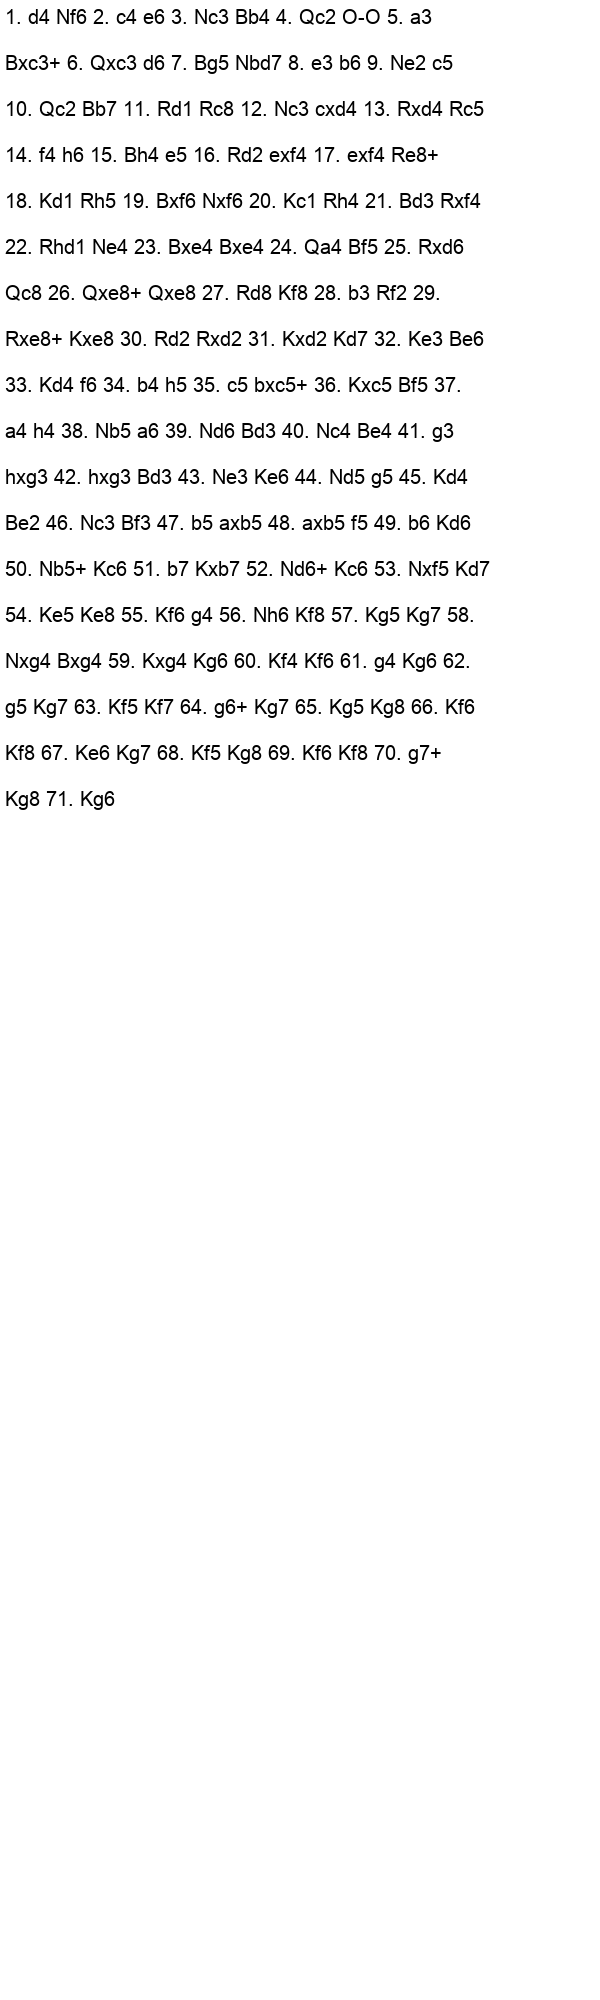 1. d4 Nf6 2. c4 e6 3. Nc3 Bb4 4. Qc2 O-O 5. a3
Bxc3+ 6. Qxc3 d6 7. Bg5 Nbd7 8. e3 b6 9. Ne2 c5
10. Qc2 Bb7 11. Rd1 Rc8 12. Nc3 cxd4 13. Rxd4 Rc5
14. f4 h6 15. Bh4 e5 16. Rd2 exf4 17. exf4 Re8+
18. Kd1 Rh5 19. Bxf6 Nxf6 20. Kc1 Rh4 21. Bd3 Rxf4
22. Rhd1 Ne4 23. Bxe4 Bxe4 24. Qa4 Bf5 25. Rxd6
Qc8 26. Qxe8+ Qxe8 27. Rd8 Kf8 28. b3 Rf2 29.
Rxe8+ Kxe8 30. Rd2 Rxd2 31. Kxd2 Kd7 32. Ke3 Be6
33. Kd4 f6 34. b4 h5 35. c5 bxc5+ 36. Kxc5 Bf5 37.
a4 h4 38. Nb5 a6 39. Nd6 Bd3 40. Nc4 Be4 41. g3
hxg3 42. hxg3 Bd3 43. Ne3 Ke6 44. Nd5 g5 45. Kd4
Be2 46. Nc3 Bf3 47. b5 axb5 48. axb5 f5 49. b6 Kd6
50. Nb5+ Kc6 51. b7 Kxb7 52. Nd6+ Kc6 53. Nxf5 Kd7
54. Ke5 Ke8 55. Kf6 g4 56. Nh6 Kf8 57. Kg5 Kg7 58.
Nxg4 Bxg4 59. Kxg4 Kg6 60. Kf4 Kf6 61. g4 Kg6 62.
g5 Kg7 63. Kf5 Kf7 64. g6+ Kg7 65. Kg5 Kg8 66. Kf6
Kf8 67. Ke6 Kg7 68. Kf5 Kg8 69. Kf6 Kf8 70. g7+
Kg8 71. Kg6